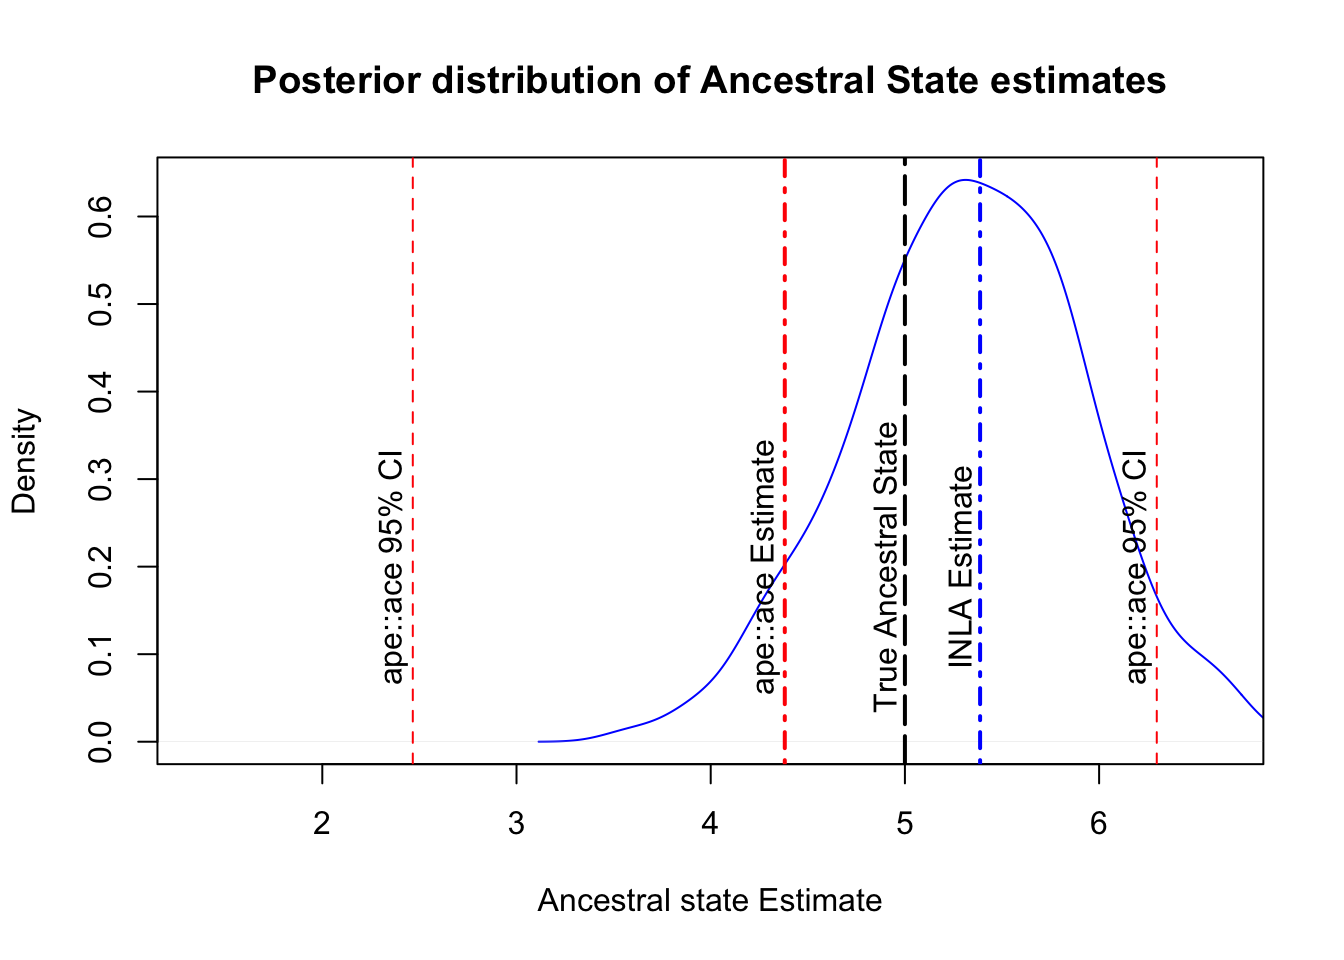 Posterior distribution of Ancestral State estimates
Density
0.0
0.1
0.2
0.3
0.4
0.5
0.6
ape::ace 95% CI
ape::ace Estimate
True Ancestral State
INLA Estimate
ape::ace 95% CI
2
3
4
5
6
Ancestral state Estimate